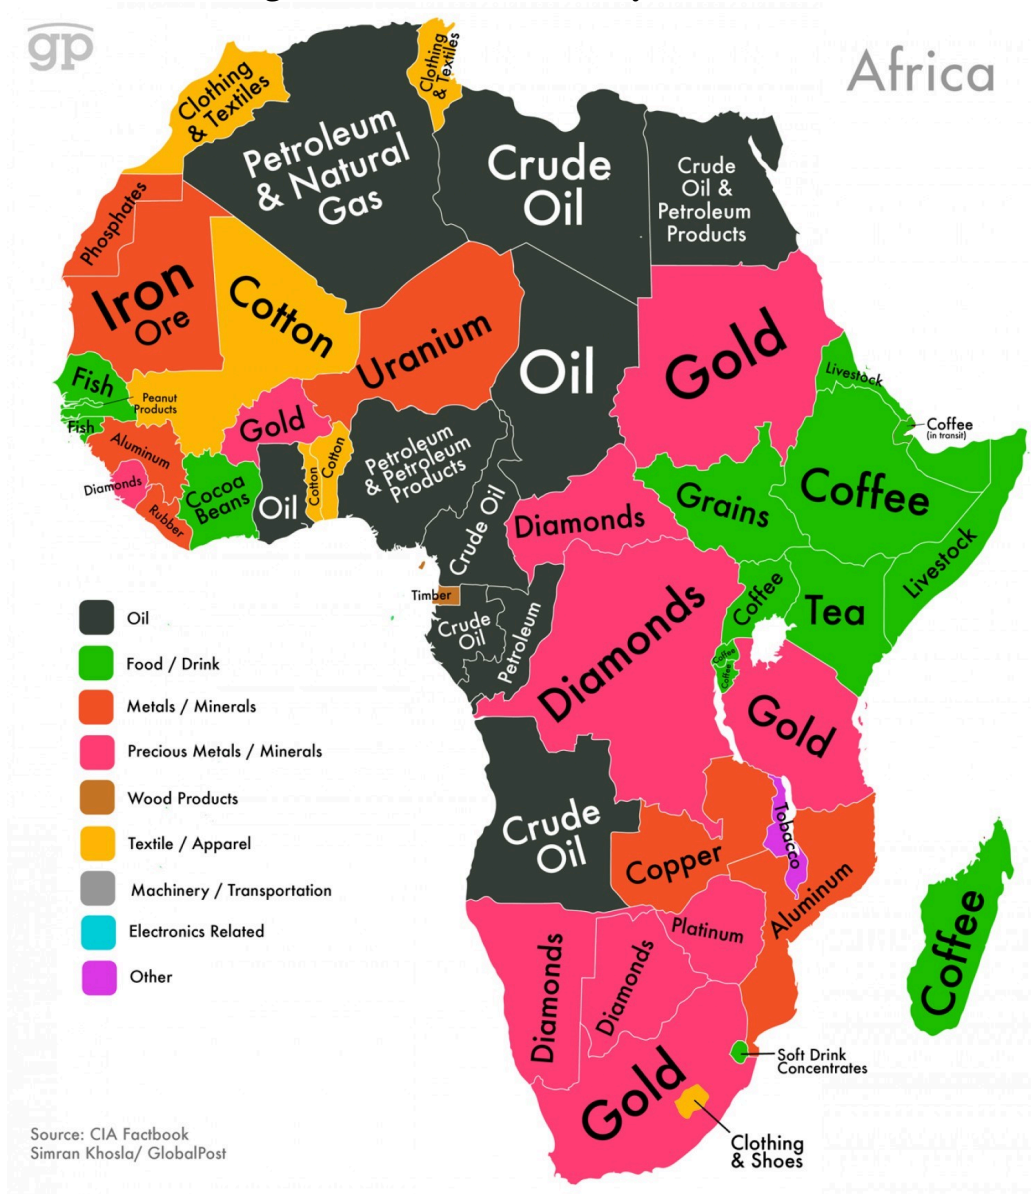 gp
Africa
Clothing
& Textiles
Clothing
& Textiles
Petroleum
& Natural
Gas
Crude
Oil
Crude
Oil &
Petroleum
Products
Phosphates
Iron
Ore
Cotton
Uranium
Oil
Gold
Livestock
Fish
Peanut
Products
Fish
Gold
Coffee
(in transit)
Aluminum
Diamonds
Rubber
Cocoa
Beans
Oil
Cotton
Cotton
Petroleum
& Petroleum
Products
Crude Oil
Diamonds
Grains
Coffee
Livestock
Timber
Crude
Oil
Petroleum
Diamonds
Coffee
Tea
Coffee
Coffee
Gold
Oil
Food / Drink
Metals / Minerals
Precious Metals / Minerals
Wood Products
Textile / Apparel
Machinery / Transportation
Electronics Related
Other
Crude
Oil
Copper
Tobacco
Aluminum
Platinum
Diamonds
Diamonds
Coffee
Gold
Soft Drink
Concentrates
Clothing
& Shoes
Source: CIA Factbook
Simran Khosla/ GlobalPost